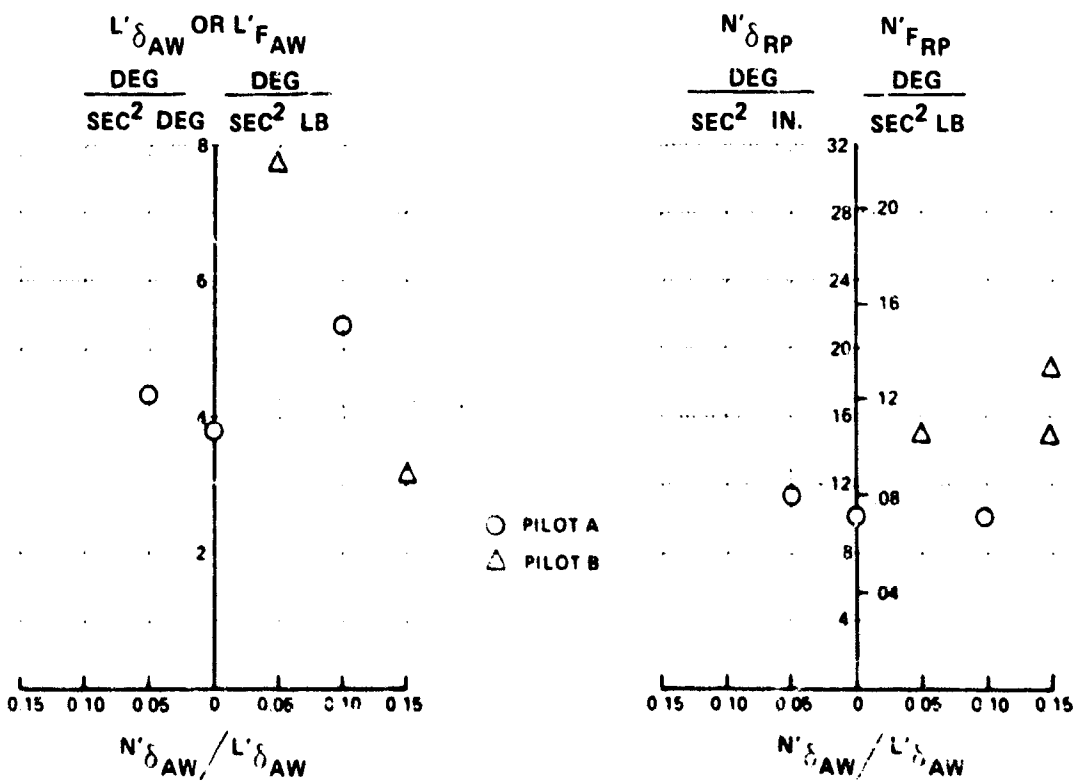 L'δAW OR L'FAW
DEG DEG
SEC² DEG SEC² LB
8
6
4
2
0.15 0.10 0.05 0 0.05 0.10 0.15
N'δAW / L'δAW
○ PILOT A
△ PILOT B
N'δRP N'FRP
DEG DEG
SEC² IN. SEC² LB
32
28 .20
24 16
20
16 12
12 08
8
04
4
0.15 0.10 0.05 0 0.05 0.10 0.15
N'δAW / L'δAW